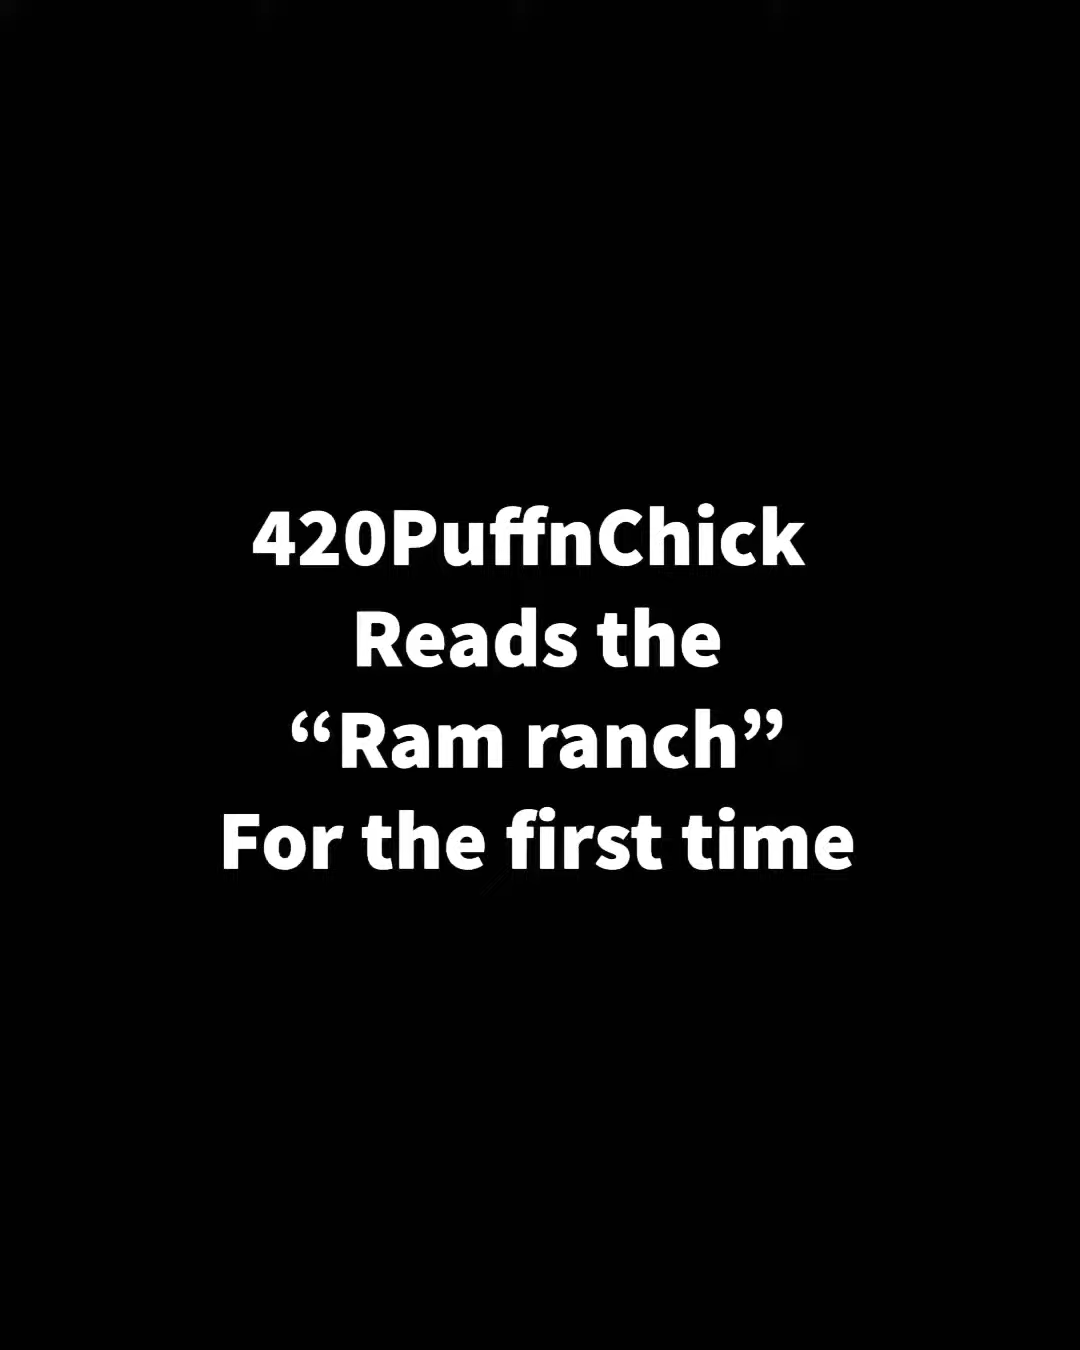 420PuffnChick
Reads the
“Ram ranch”
For the first time